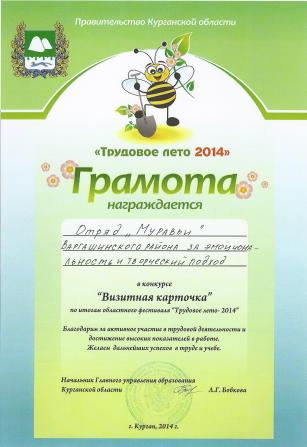 Правительство Курганской области
«Трудовое лето 2014»
Грамота
награждается
Отряд „Муравьи"
Варгашинского района за эмоциона-
льность и творческий подход
в конкурсе
"Визитная карточка"
по итогам областного фестиваля "Трудовое лето- 2014"
Благодарим за активное участие в трудовой деятельности и
достижение высоких показателей в работе.
Желаем дальнейших успехов в труде и учебе.
Начальник Главного управления образования
Курганской области
А.Г. Бобкова
г. Курган, 2014 г.